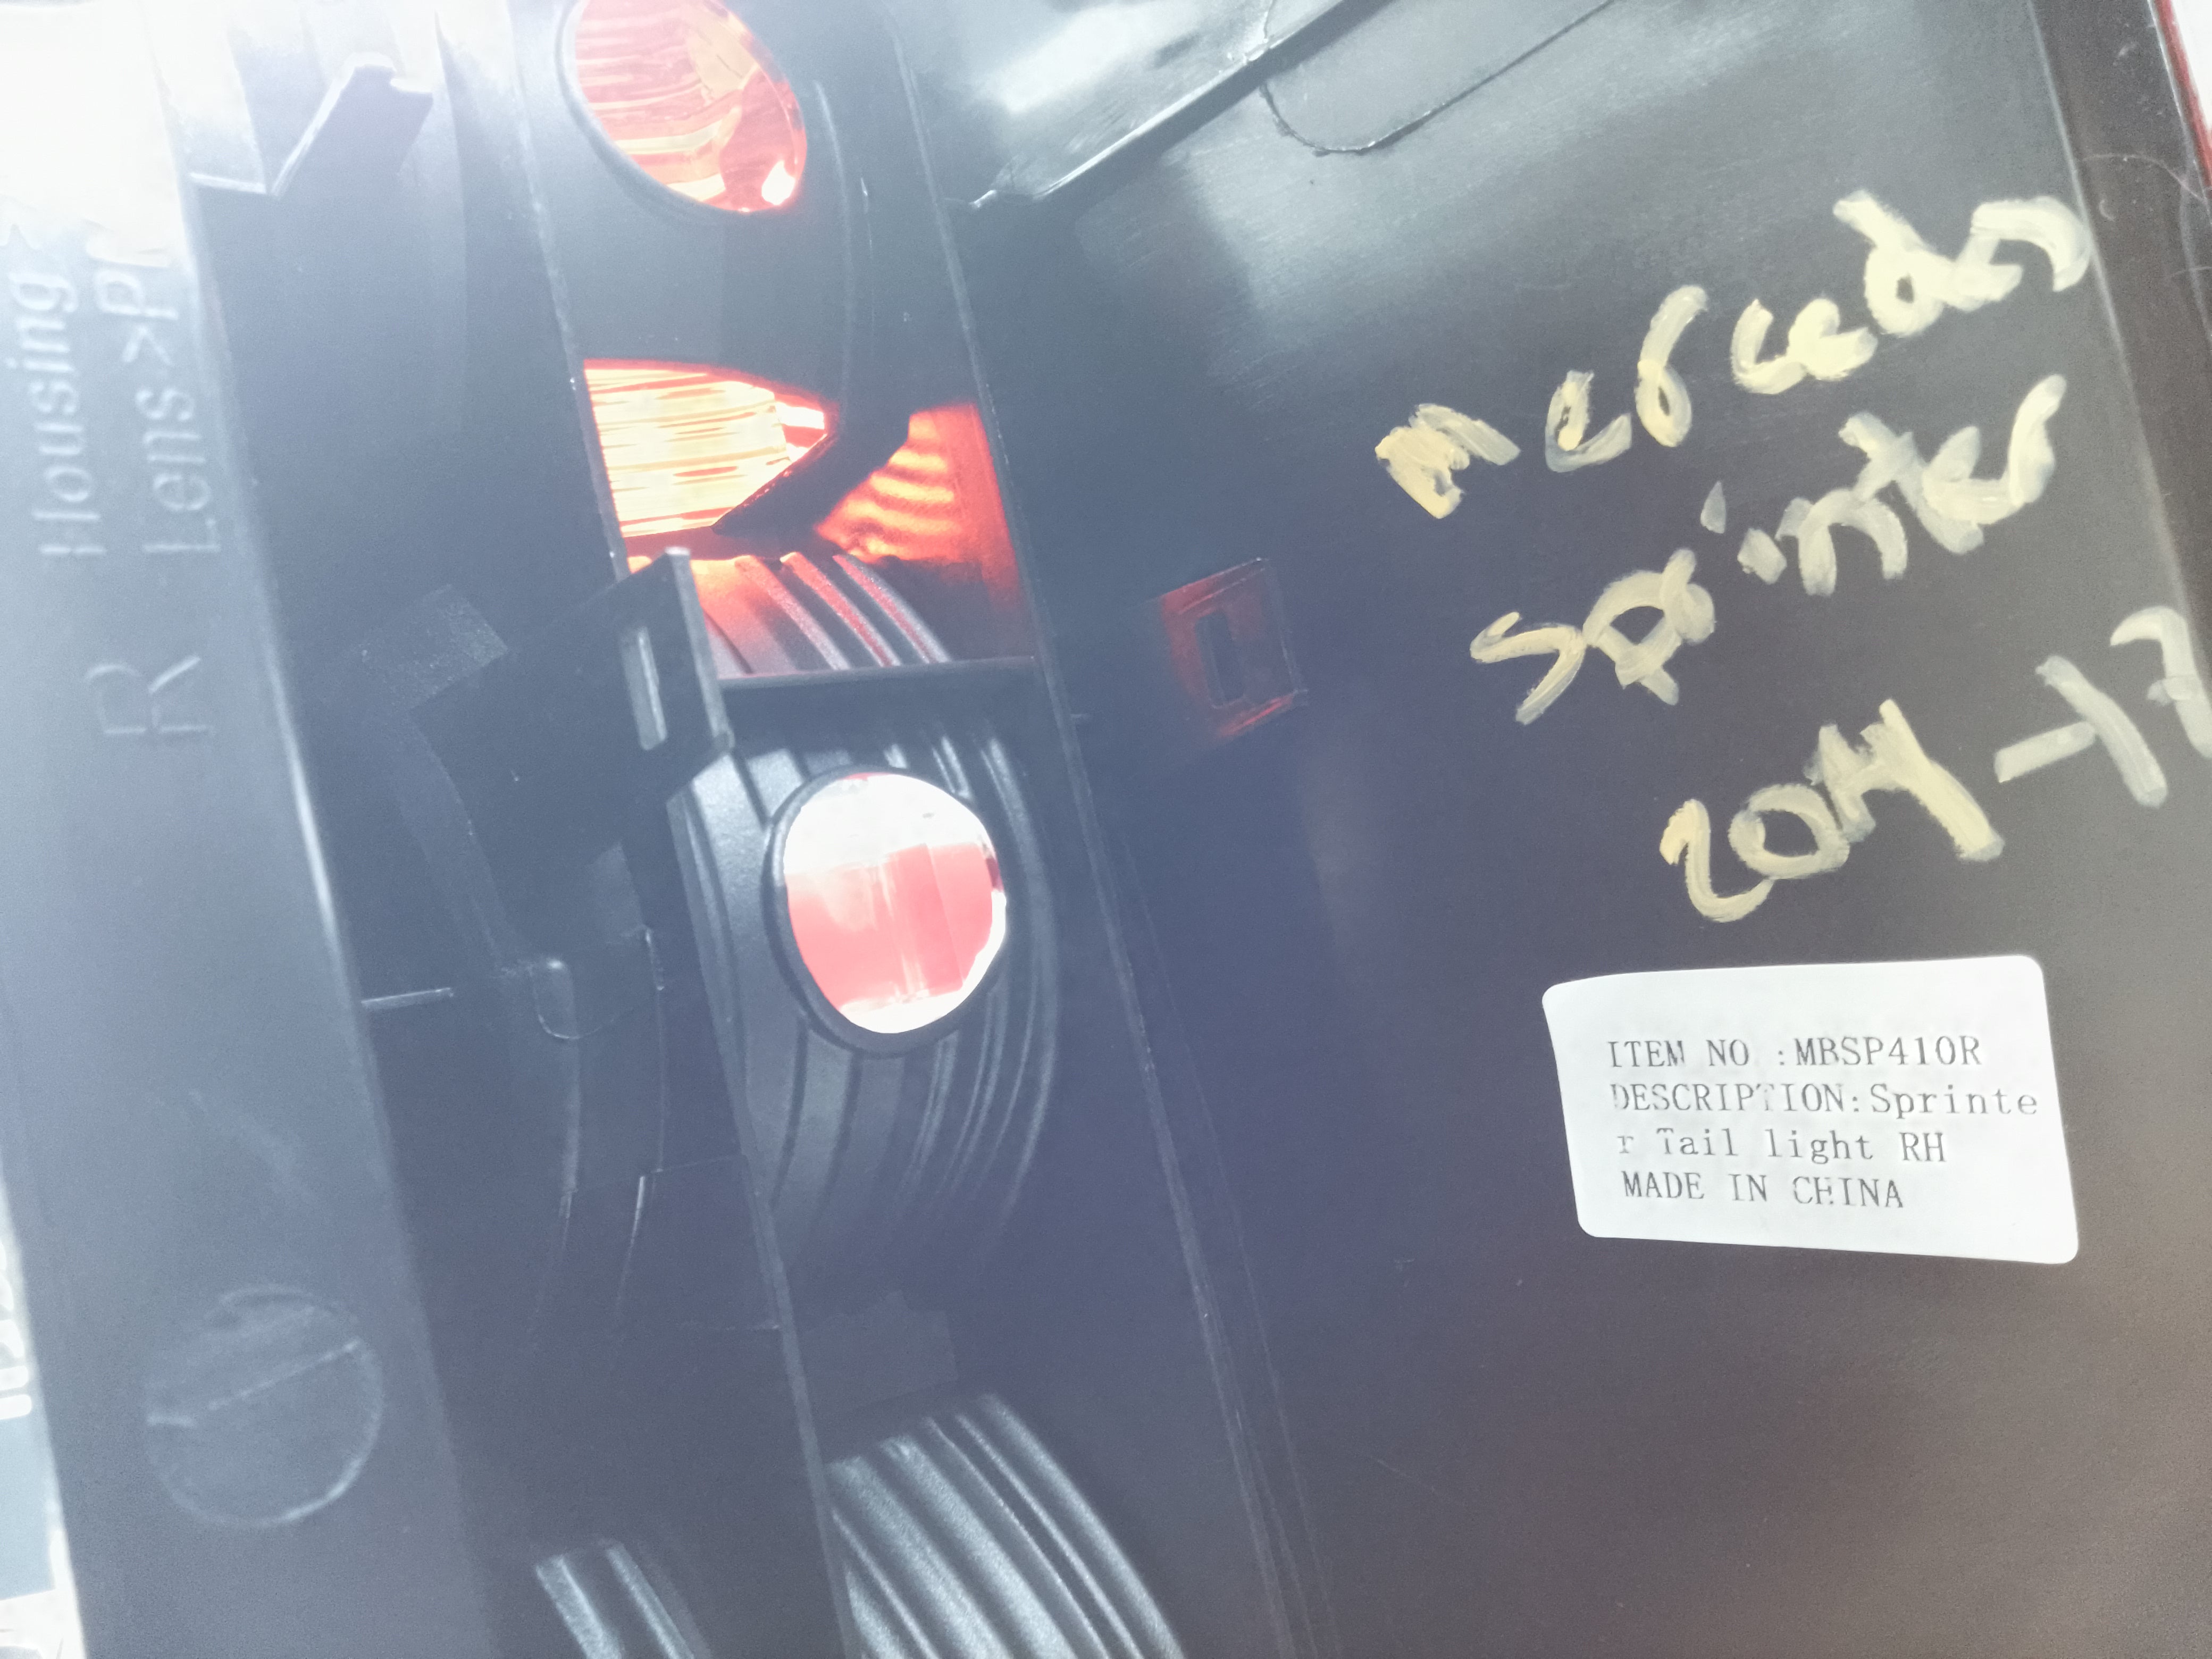 Mercedes
Sprinter
2014-17
ITEM NO :MBSP410R
DESCRIPTION:Sprinte
r Tail light RH
MADE IN CHINA
Housing>
Lens>P
R